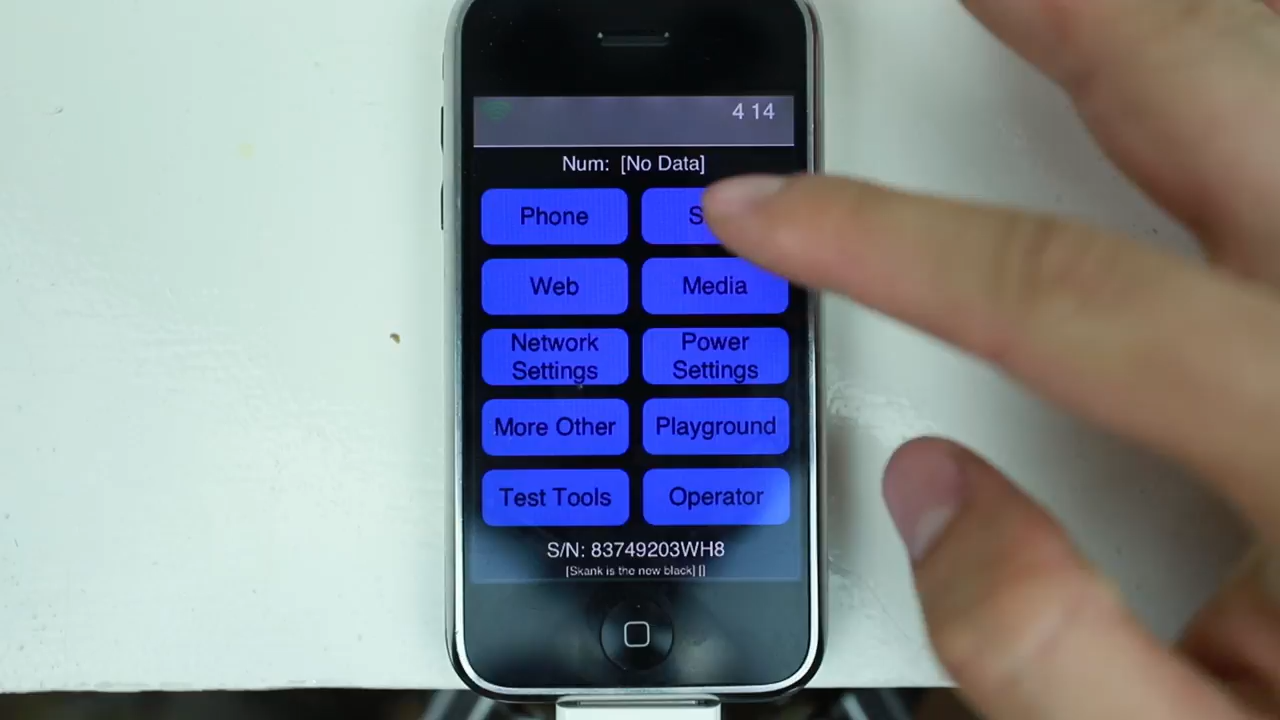 4 14
Num: [No Data]
Phone
Web
Media
Network
Settings
Power
Settings
More Other
Playground
Test Tools
Operator
S/N: 83749203WH8
[Skank is the new black] []